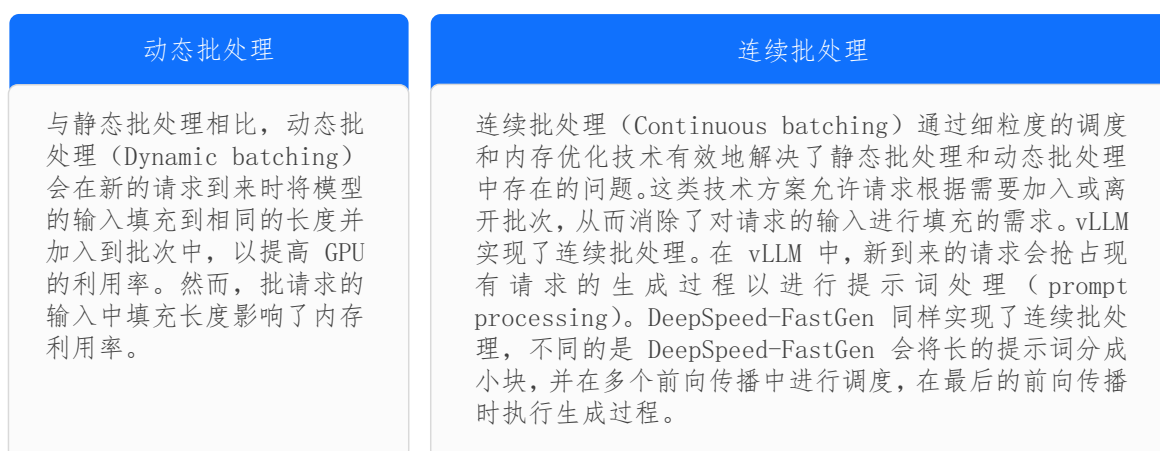 动态批处理
与静态批处理相比，动态批
处理（Dynamic batching）
会在新的请求到来时将模型
的输入填充到相同的长度并
加入到批次中，以提高 GPU
的利用率。然而，批请求的
输入中填充长度影响了内存
利用率。
连续批处理
连续批处理（Continuous batching）通过细粒度的调度
和内存优化技术有效地解决了静态批处理和动态批处理
中存在的问题。这类技术方案允许请求根据需要加入或离
开批次，从而消除了对请求的输入进行填充的需求。vLLM
实现了连续批处理。在 vLLM 中，新到来的请求会抢占现
有请求的生成过程以进行提示词处理（prompt
processing）。DeepSpeed-FastGen 同样实现了连续批处
理，不同的是 DeepSpeed-FastGen 会将长的提示词分成
小块，并在多个前向传播中进行调度，在最后的前向传播
时执行生成过程。